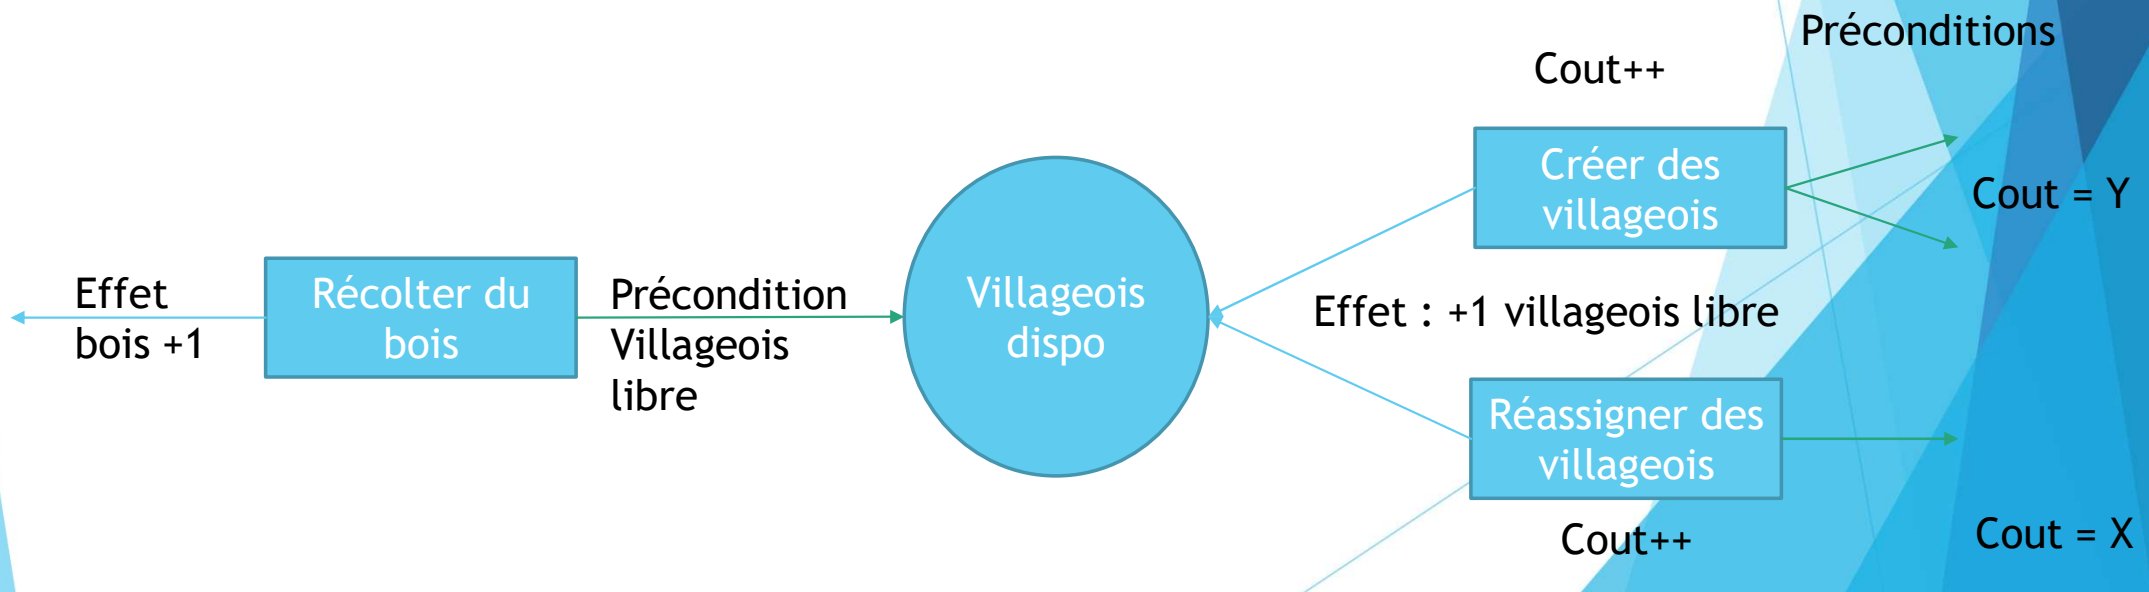 Préconditions
Cout++
Créer des
villageois
Cout = Y
Effet
bois +1
Récolter du
bois
Précondition
Villageois
libre
Villageois
dispo
Effet : +1 villageois libre
Réassigner des
villageois
Cout++
Cout = X